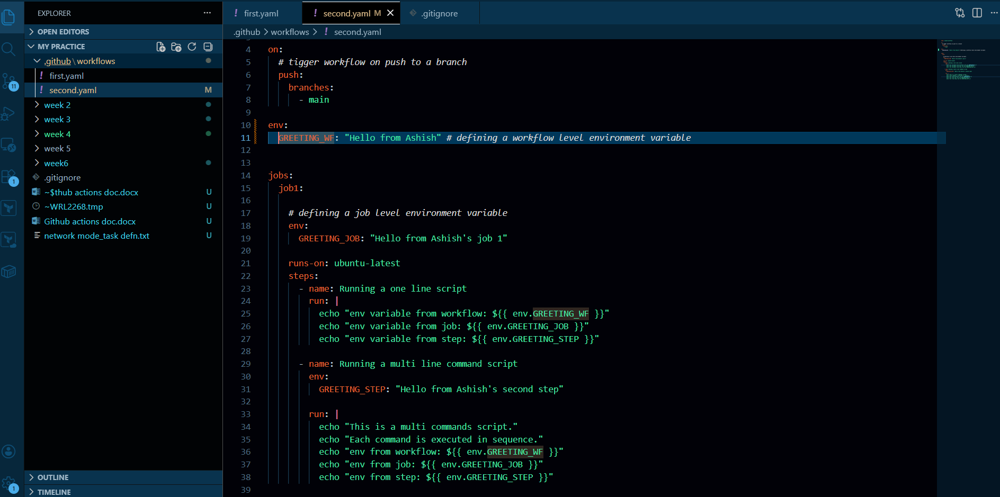 EXPLORER
OPEN EDITORS
MY PRACTICE
.github\workflows
! first.yaml
! second.yaml M
week 2
week 3
week 4
week 5
week6
.gitignore
~$thub actions doc.docx U
~WRL2268.tmp U
Github actions doc.docx U
network mode_task defn.txt U
OUTLINE
TIMELINE
11
1
1
! first.yaml
! second.yaml M
.gitignore
.github > workflows > ! second.yaml
4 on:
5 # tigger workflow on push to a branch
6 push:
7 branches:
8 - main
9
10 env:
11 GREETING_WF: "Hello from Ashish" # defining a workflow level environment variable
12
13
14 jobs:
15 job1:
16
17 # defining a job level environment variable
18 env:
19 GREETING_JOB: "Hello from Ashish's job 1"
20
21 runs-on: ubuntu-latest
22 steps:
23 - name: Running a one line script
24 run: |
25 echo "env variable from workflow: ${{ env.GREETING_WF }}"
26 echo "env variable from job: ${{ env.GREETING_JOB }}"
27 echo "env variable from step: ${{ env.GREETING_STEP }}"
28
29 - name: Running a multi line command script
30 env:
31 GREETING_STEP: "Hello from Ashish's second step"
32
33 run: |
34 echo "This is a multi commands script."
35 echo "Each command is executed in sequence."
36 echo "env from workflow: ${{ env.GREETING_WF }}"
37 echo "env from job: ${{ env.GREETING_JOB }}"
38 echo "env from step: ${{ env.GREETING_STEP }}"
39